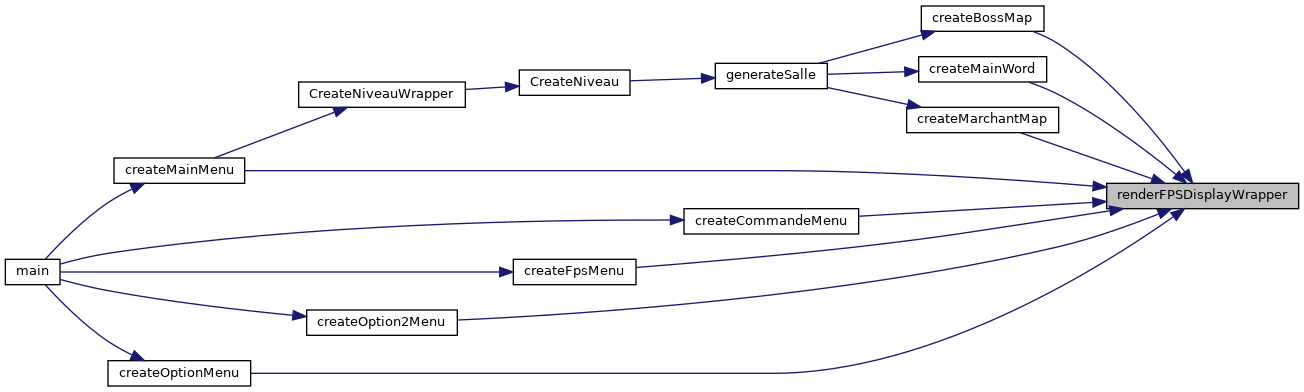 createBossMap
createMainWord
generateSalle
CreateNiveau
CreateNiveauWrapper
createMarchantMap
createMainMenu
renderFPSDisplayWrapper
createCommandeMenu
main
createFpsMenu
createOption2Menu
createOptionMenu